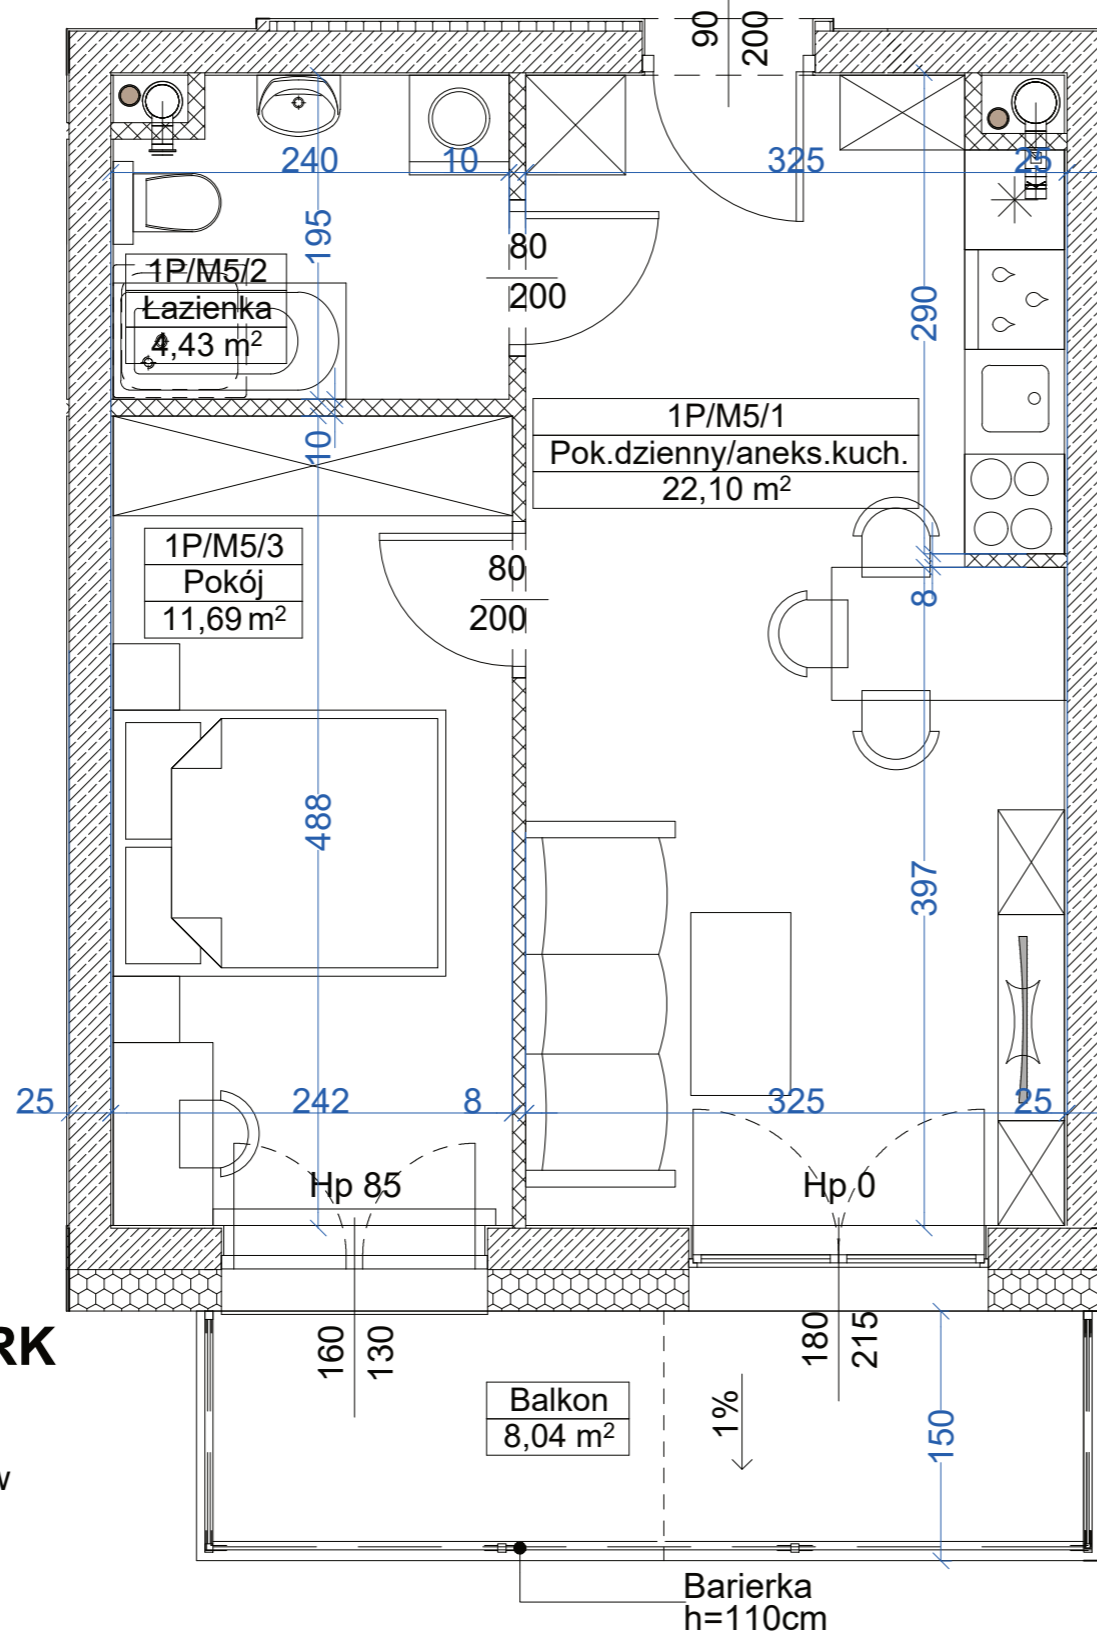 90
200
240
10
325
25
195
80
200
1P/M5/2
Łazienka
4,43 m²
290
10
1P/M5/1
Pok.dzienny/aneks.kuch.
22,10 m²
1P/M5/3
Pokój
11,69 m²
80
200
8
488
397
25
242
8
325
25
Hp 85
Hp 0
160
130
180
215
RK
Balkon
8,04 m²
1%
150
w
Barierka
h=110cm